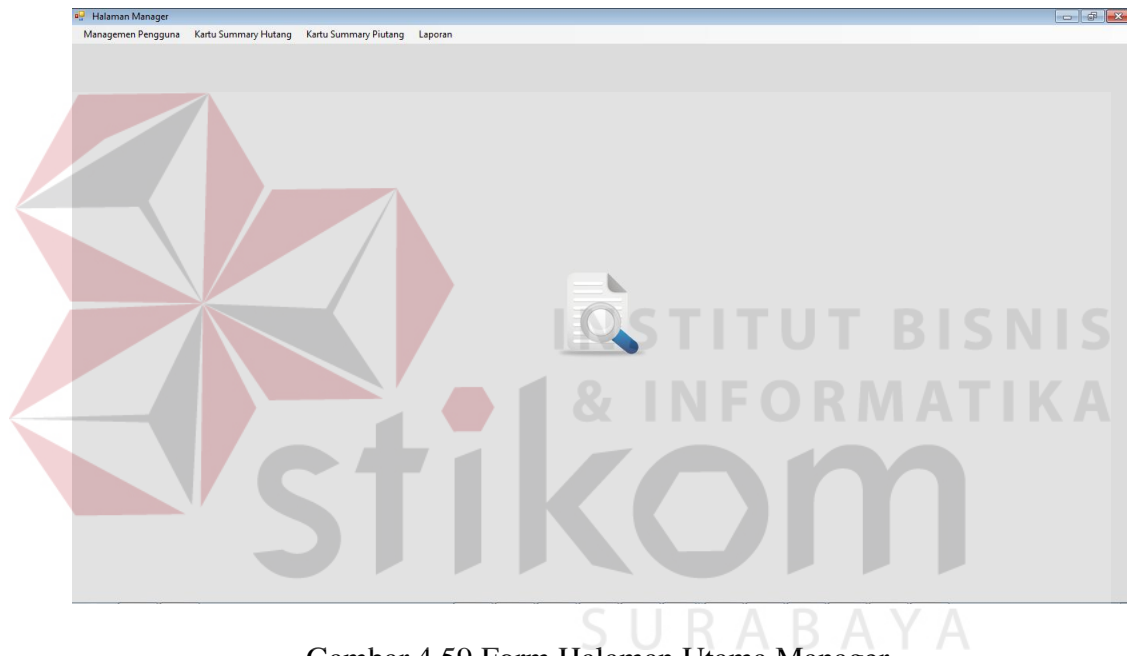 Halaman Manager
Managemen Pengguna Kartu Summary Hutang Kartu Summary Piutang Laporan
INSTITUT BISNIS
& INFORMATIKA
stikom
SURABAYA
Gambar 4.59 Form Halaman Utama Manager